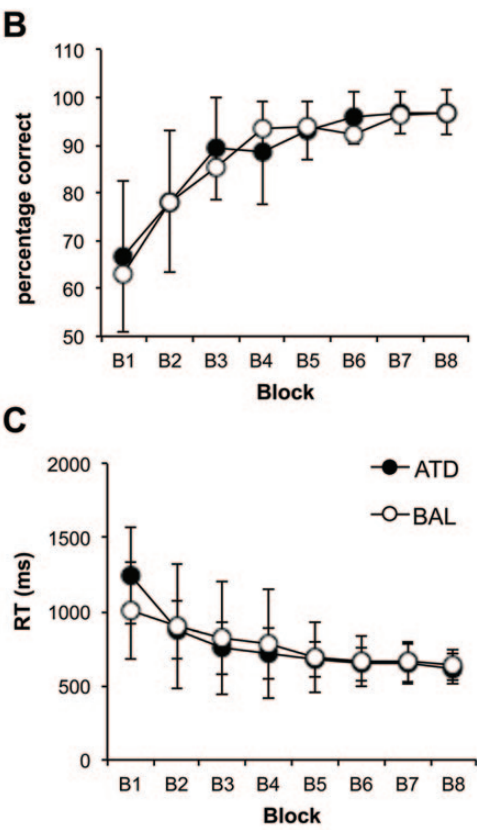 B
110
100
90
80
70
60
50
percentage correct
B1 B2 B3 B4 B5 B6 B7 B8
Block
C
2000
1500
1000
500
0
RT (ms)
ATD
BAL
B1 B2 B3 B4 B5 B6 B7 B8
Block